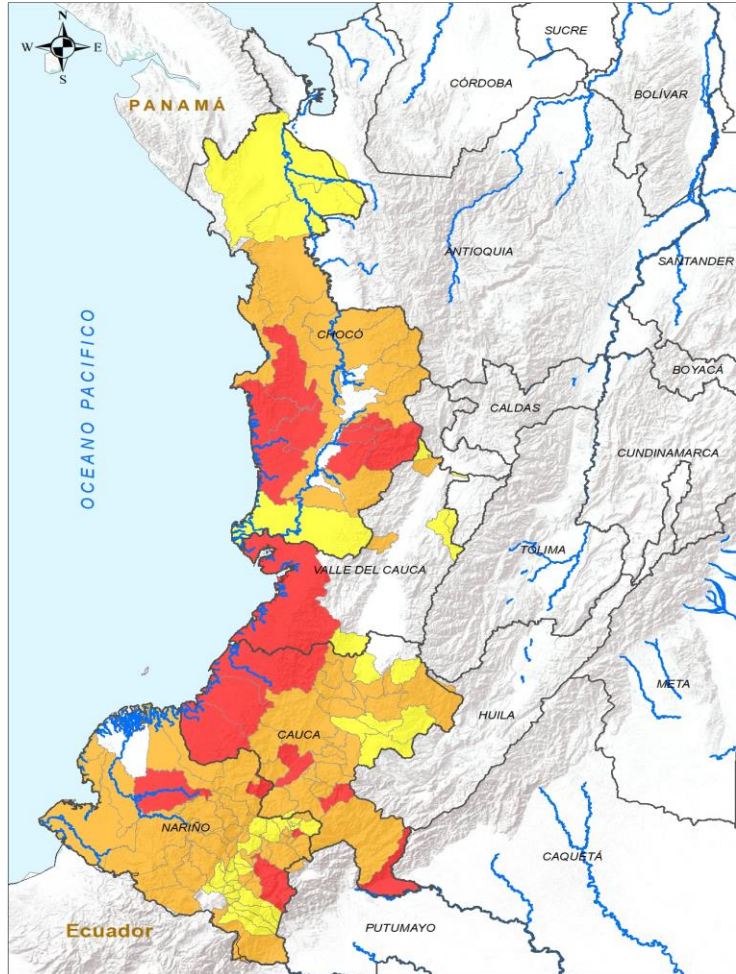 N
W E
S
SUCRE
CÓRDOBA
BOLÍVAR
PANAMÁ
ANTIOQUIA
SANTANDER
OCEANO PACIFICO
CHOCÓ
BOYACÁ
CALDAS
CUNDINAMARCA
TOLIMA
VALLE DEL CAUCA
META
HUILA
CAUCA
NARIÑO
CAQUETÁ
Ecuador
PUTUMAYO